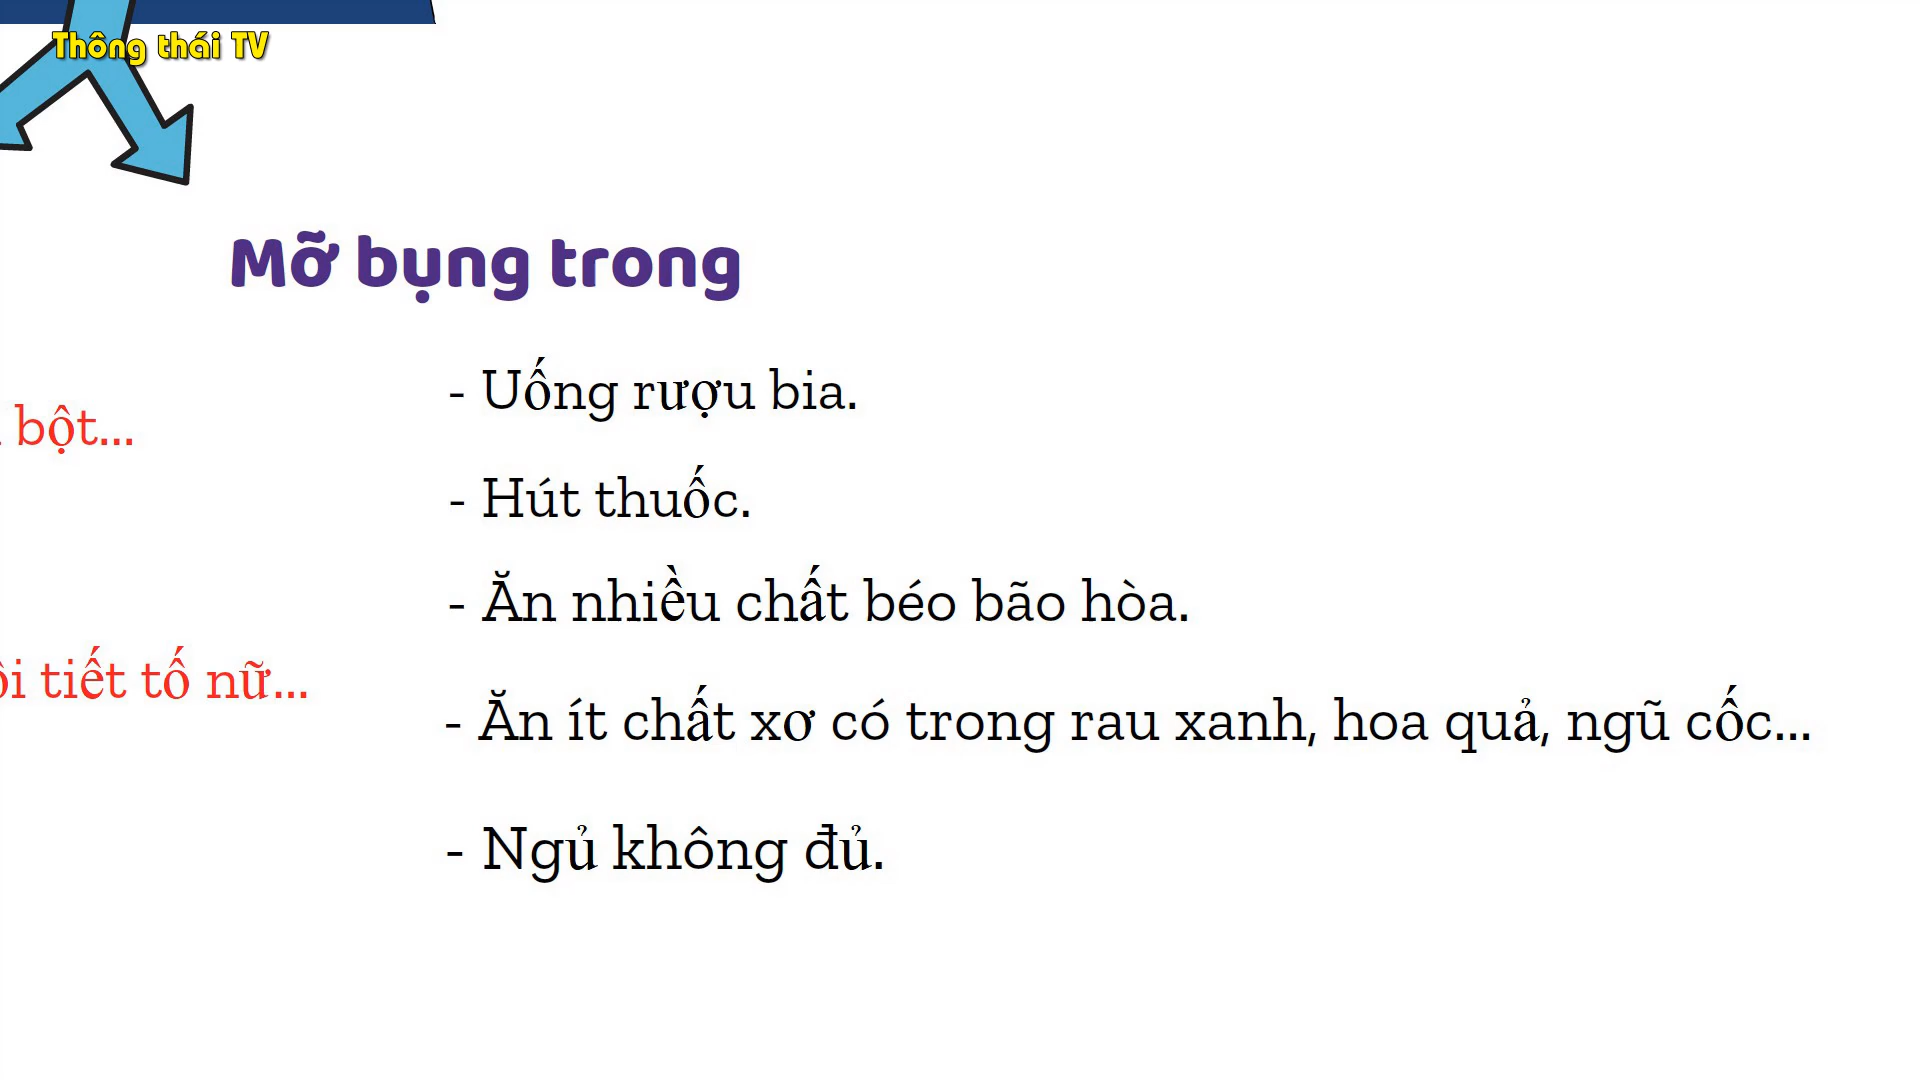 Thông thái TV
Mỡ bụng trong
- Uống rượu bia.
bột...
- Hút thuốc.
- Ăn nhiều chất béo bão hòa.
tiết tố nữ...
- Ăn ít chất xơ có trong rau xanh, hoa quả, ngũ cốc...
- Ngủ không đủ.